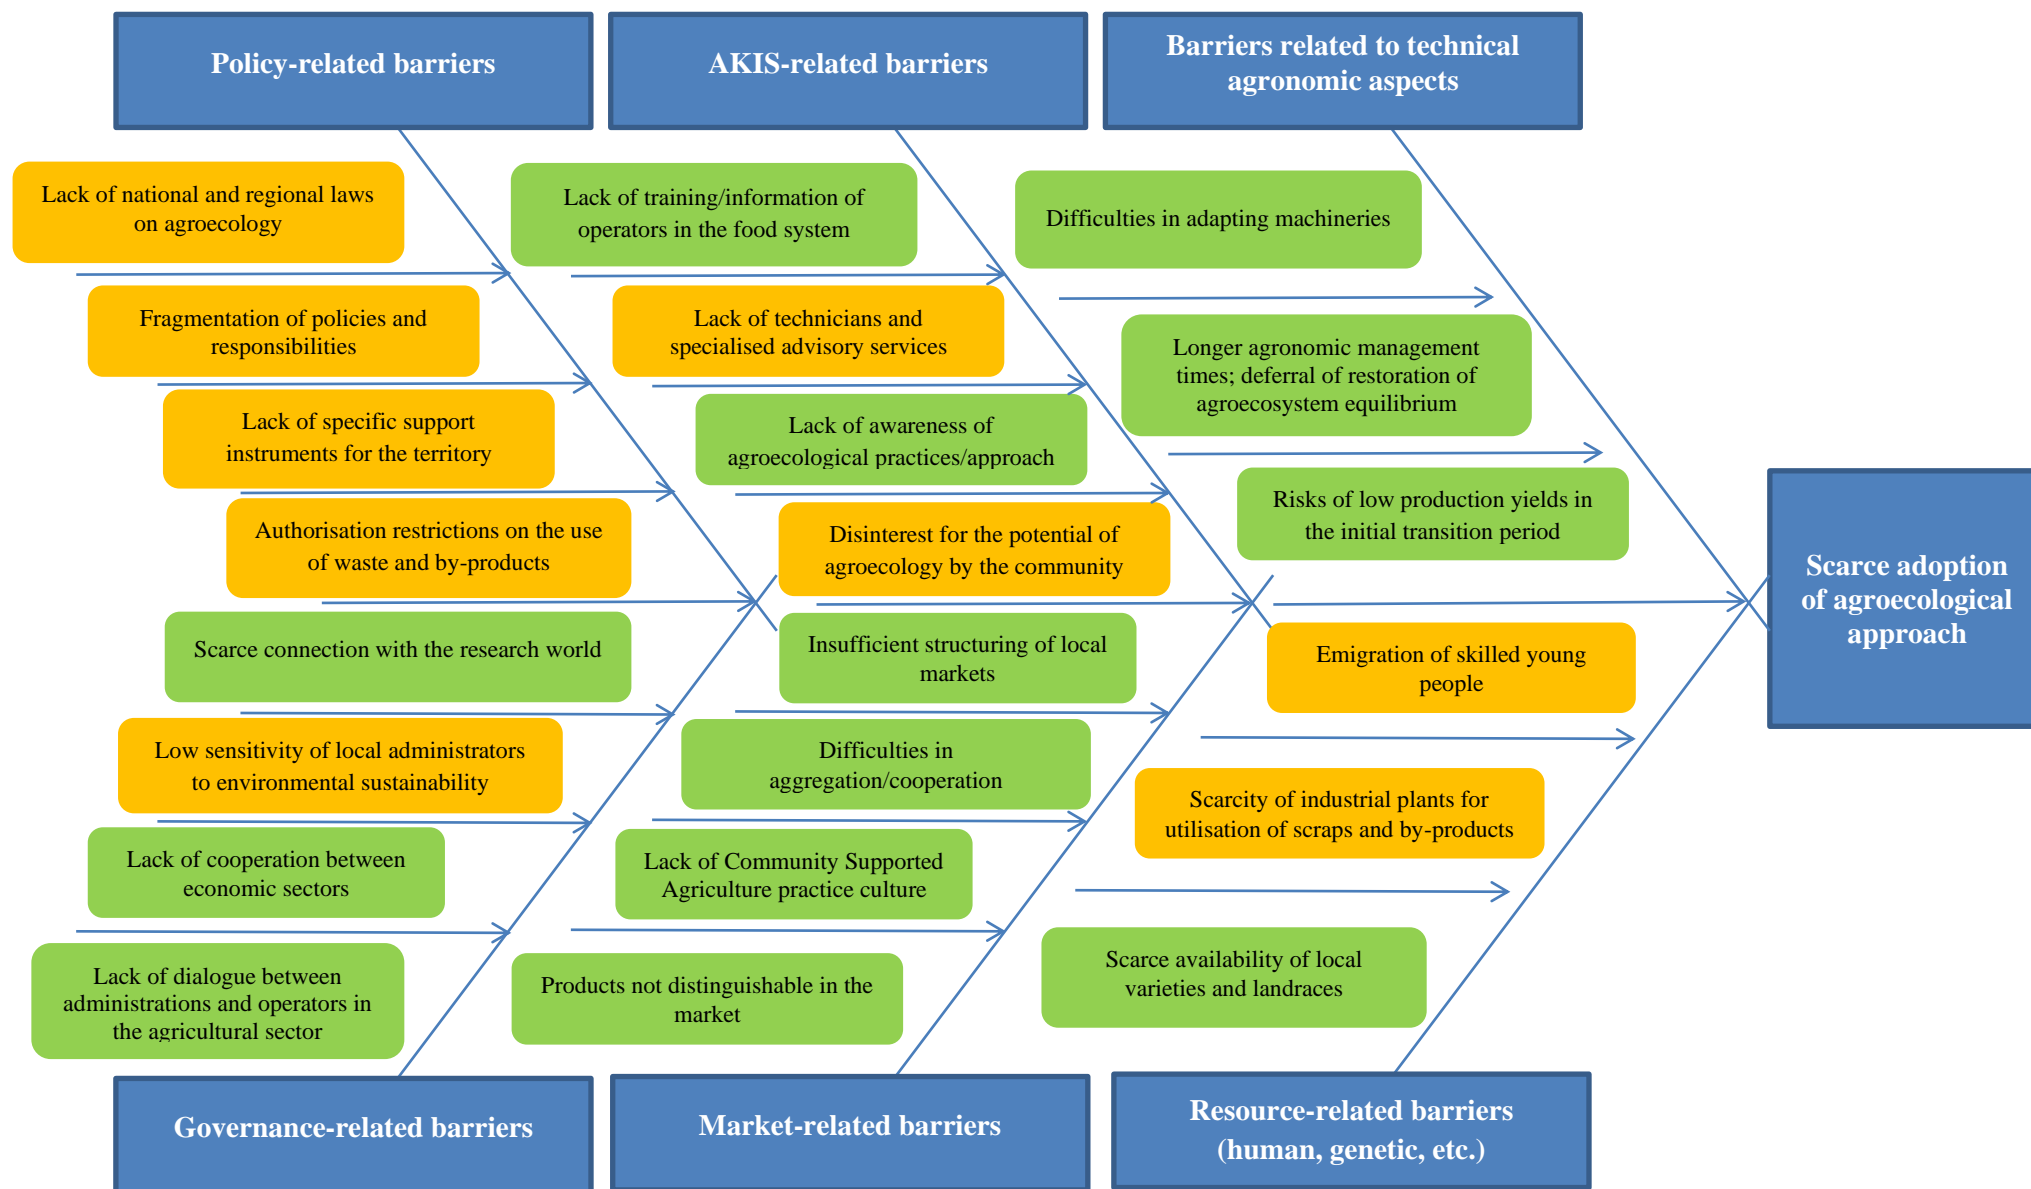 Policy-related barriers
AKIS-related barriers
Barriers related to technical
agronomic aspects
Lack of national and regional laws
on agroecology
Fragmentation of policies and
responsibilities
Lack of specific support
instruments for the territory
Authorisation restrictions on the use
of waste and by-products
Lack of training/information of
operators in the food system
Lack of technicians and
specialised advisory services
Lack of awareness of
agroecological practices/approach
Disinterest for the potential of
agroecology by the community
Difficulties in adapting machineries
Longer agronomic management
times; deferral of restoration of
agroecosystem equilibrium
Risks of low production yields in
the initial transition period
Scarce adoption
of agroecological
approach
Scarce connection with the research world
Low sensitivity of local administrators
to environmental sustainability
Lack of cooperation between
economic sectors
Lack of dialogue between
administrations and operators in
the agricultural sector
Insufficient structuring of local
markets
Difficulties in
aggregation/cooperation
Lack of Community Supported
Agriculture practice culture
Products not distinguishable in the
market
Emigration of skilled young
people
Scarcity of industrial plants for
utilisation of scraps and by-products
Scarce availability of local
varieties and landraces
Governance-related barriers
Market-related barriers
Resource-related barriers
(human, genetic, etc.)